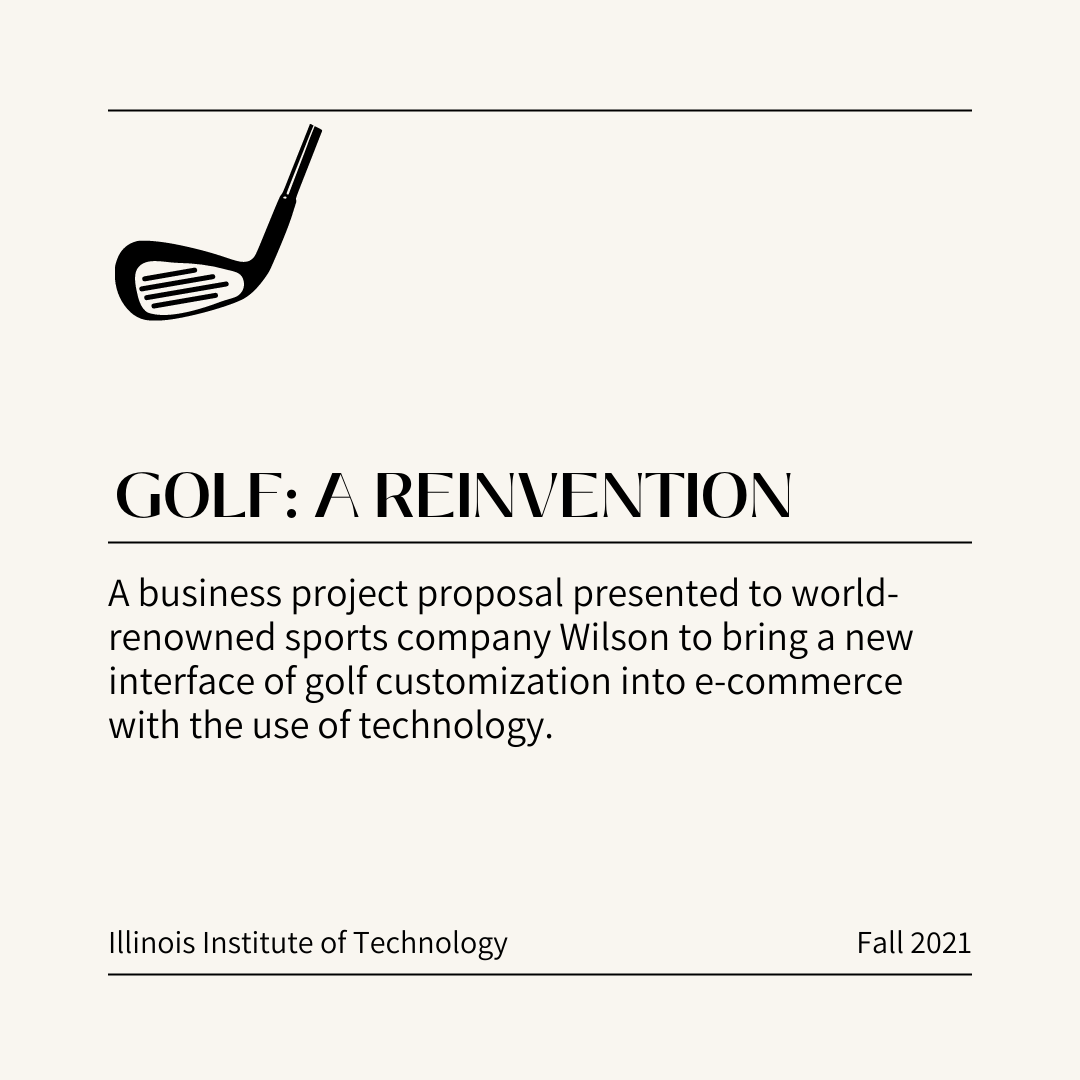 GOLF: A REINVENTION
A business project proposal presented to world-
renowned sports company Wilson to bring a new
interface of golf customization into e-commerce
with the use of technology.
Illinois Institute of Technology
Fall 2021